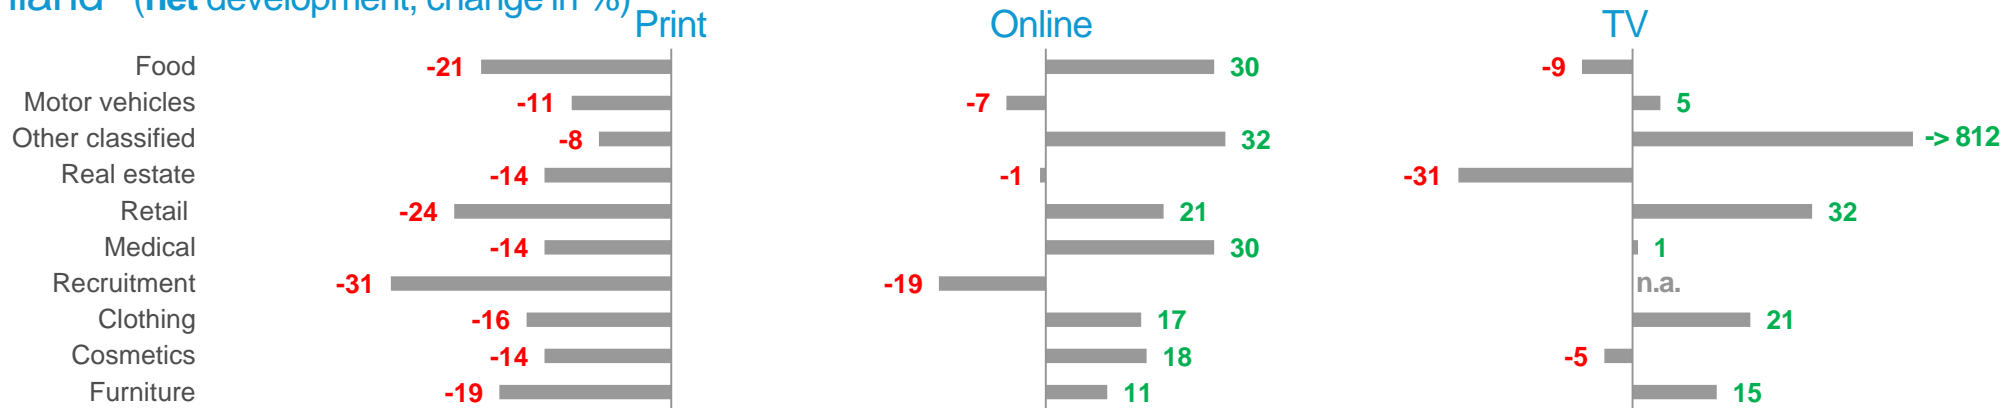 (net development, change in %)
Print Online TV
Food -21 30 -9
Motor vehicles -11 -7 5
Other classified -8 32 -> 812
Real estate -14 -1 -31
Retail -24 21 32
Medical -14 30 1
Recruitment -31 -19 n.a.
Clothing -16 17 21
Cosmetics -14 18 -5
Furniture -19 11 15